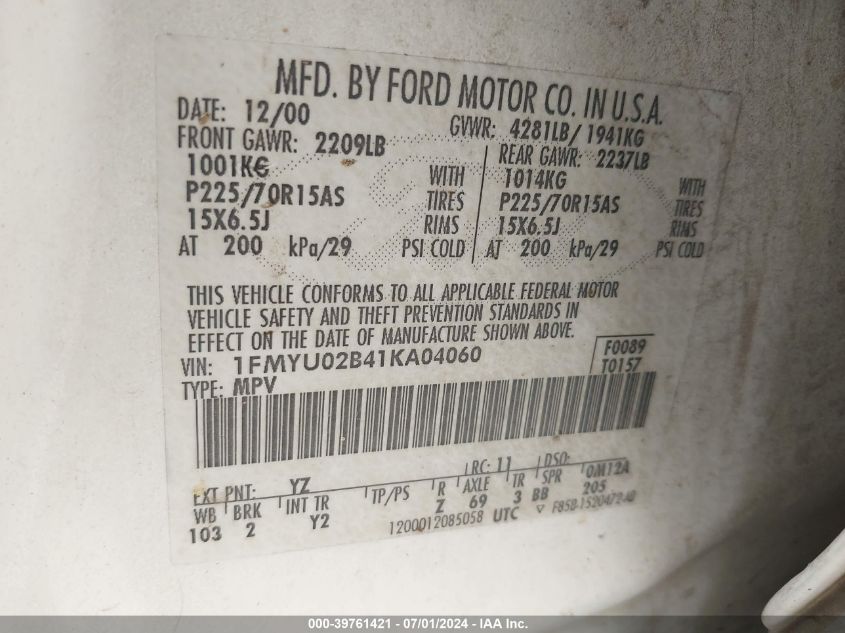 MFD. BY FORD MOTOR CO. IN U.S.A.
DATE: 12/00 GVWR: 4281LB/ 1941KG
FRONT GAWR: 2209LB REAR GAWR: 2237LB
1001KG WITH 1014KG WITH
P225/70R15AS TIRES P225/70R15AS TIRES
15X6.5J RIMS 15X6.5J RIMS
AT 200 kPa/29 PSI COLD AT 200 kPa/29 PSI COLD
THIS VEHICLE CONFORMS TO ALL APPLICABLE FEDERAL MOTOR
VEHICLE SAFETY AND THEFT PREVENTION STANDARDS IN
EFFECT ON THE DATE OF MANUFACTURE SHOWN ABOVE.
VIN: 1FMYU02B41KA04060 F0089
TYPE: MPV T0157
EXT PNT: YZ RC: 11 DSO:
WB BRK INT TR TP/PS R AXLE TR SPR 0M12A
103 2 Y2 Z 69 3 BB 205
1200012085058 UTC
000-39761421 - 07/01/2024 - IAA Inc.